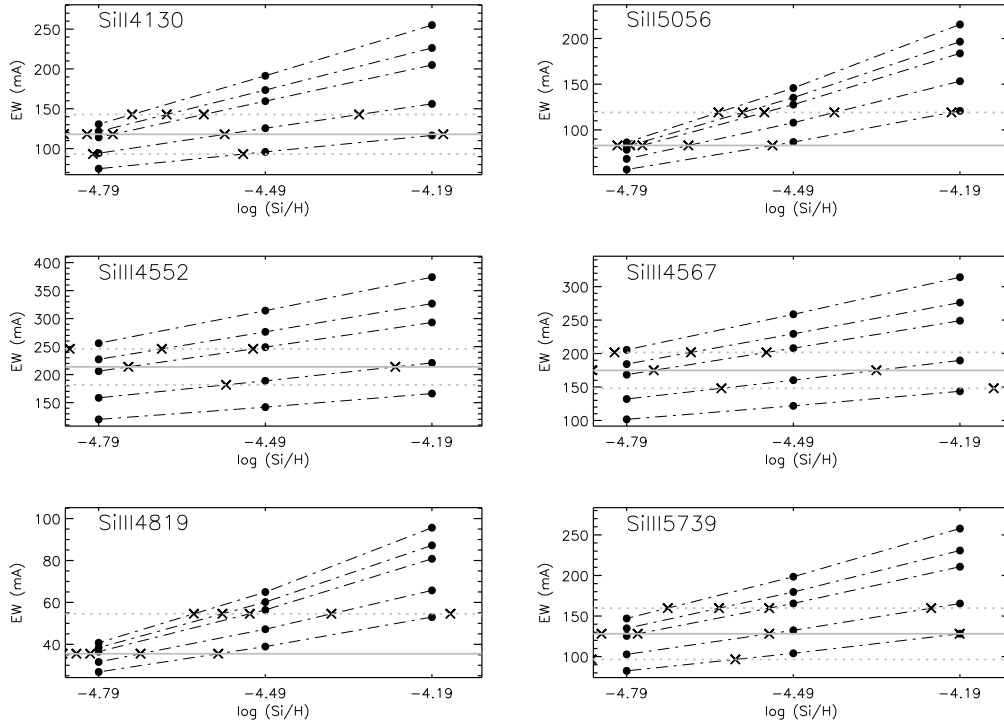 SiII4130
EW (mA)
250
200
150
100
−4.79 −4.49 −4.19
log (Si/H)
SiII5056
EW (mA)
200
150
100
−4.79 −4.49 −4.19
log (Si/H)
SiIII4552
EW (mA)
400
350
300
250
200
150
−4.79 −4.49 −4.19
log (Si/H)
SiIII4567
EW (mA)
300
250
200
150
100
−4.79 −4.49 −4.19
log (Si/H)
SiIII4819
EW (mA)
100
80
60
40
−4.79 −4.49 −4.19
log (Si/H)
SiIII5739
EW (mA)
250
200
150
100
−4.79 −4.49 −4.19
log (Si/H)